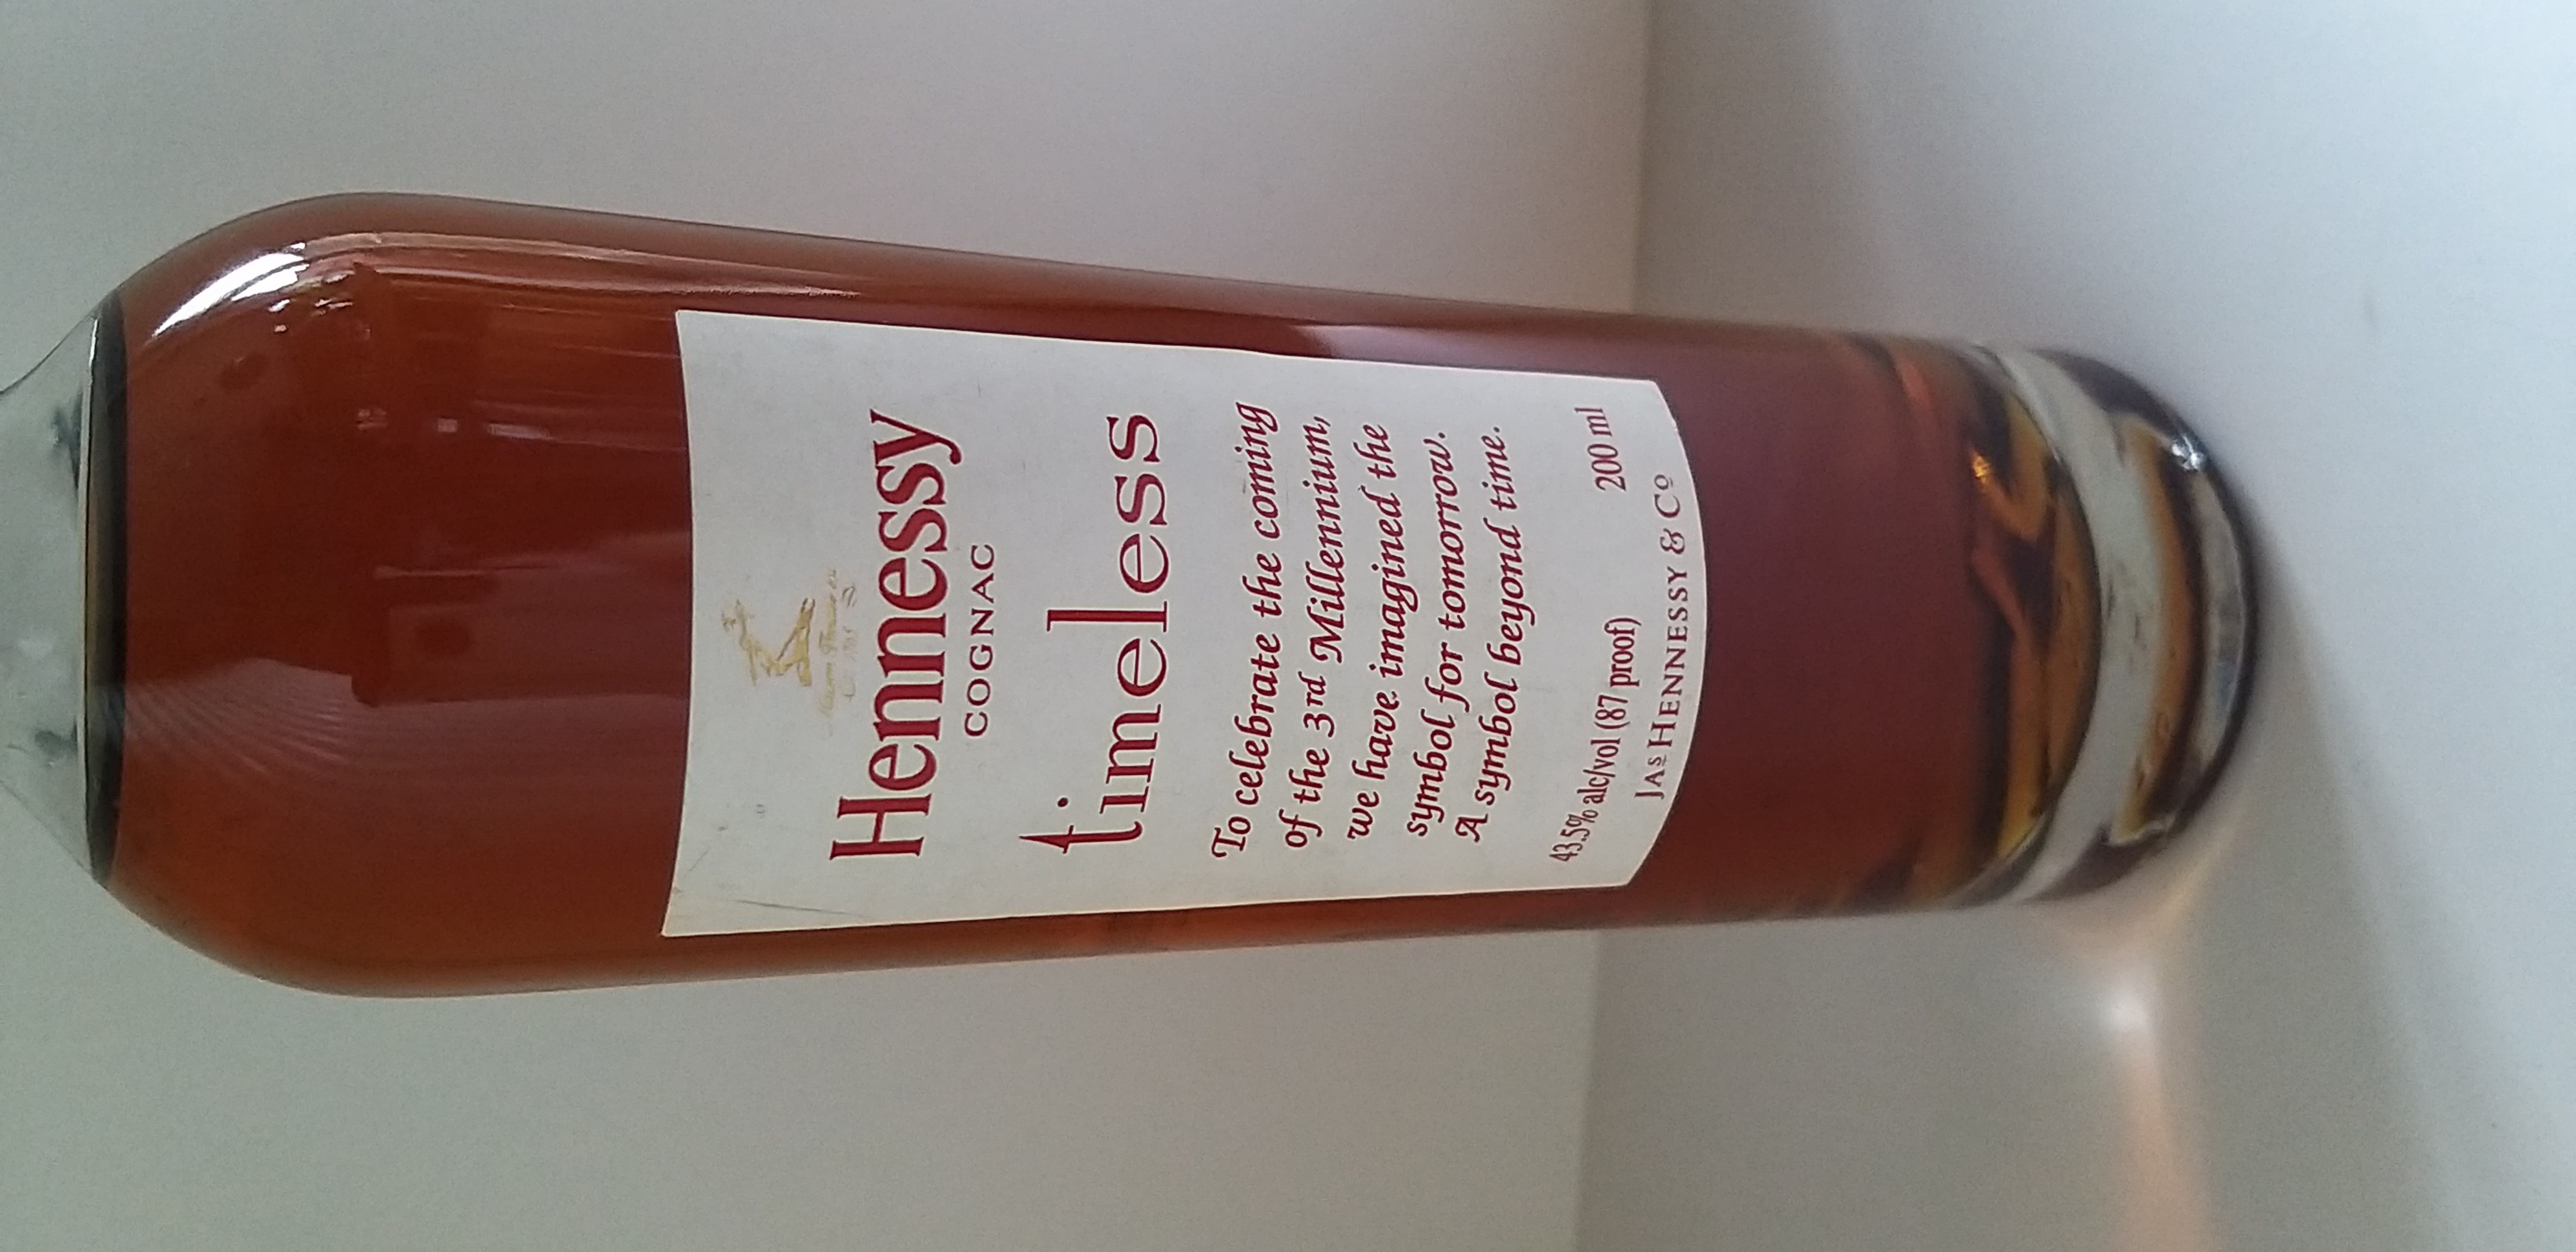 Hennessy
COGNAC
timeless
To celebrate the coming
of the 3rd Millennium,
we have imagined the
symbol for tomorrow.
A symbol beyond time.
43.5% alc/vol (87 proof) 200 ml
JAs HENNESSY & Co